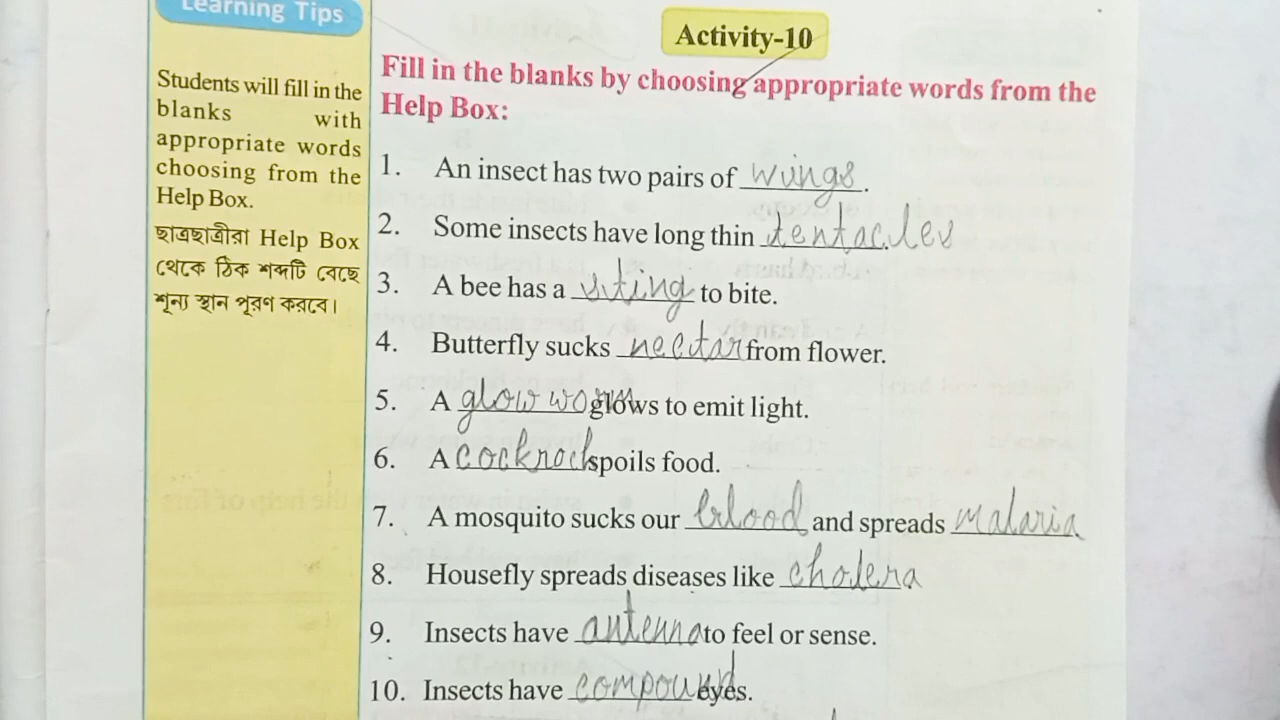 Learning Tips
Activity-10
Students will fill in the
blanks with
appropriate words
choosing from the
Help Box.
ছাত্রছাত্রীরা Help Box
থেকে ঠিক শব্দটি বেছে
শূন্য স্থান পূরণ করবে।
Fill in the blanks by choosing appropriate words from the
Help Box:
1. An insect has two pairs of wings.
2. Some insects have long thin tentacles.
3. A bee has a sting to bite.
4. Butterfly sucks nectar from flower.
5. A glow worm glows to emit light.
6. A cockroch spoils food.
7. A mosquito sucks our blood and spreads malaria
8. Housefly spreads diseases like cholera
9. Insects have antenna to feel or sense.
10. Insects have compound eyes.